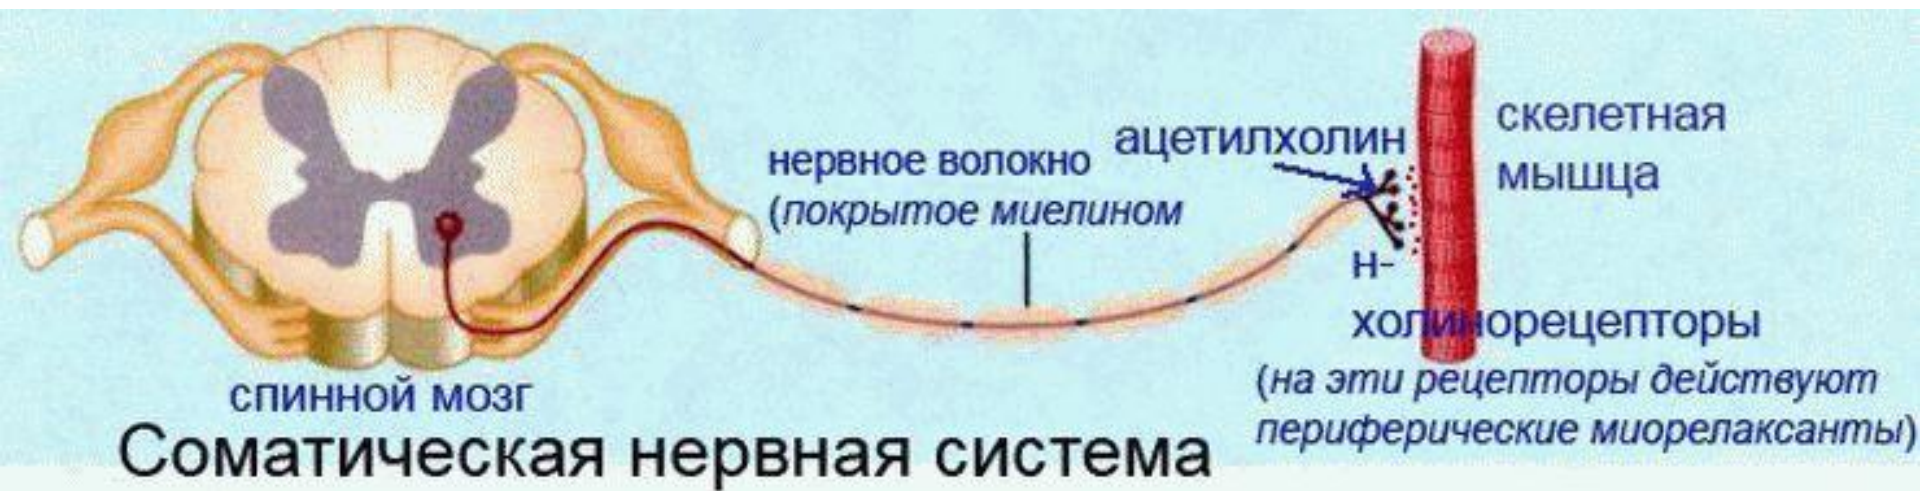 нервное волокно
(покрытое миелином
ацетилхолин
скелетная
мышца
н-
холинорецепторы
(на эти рецепторы действуют
периферические миорелаксанты)
спинной мозг
Соматическая нервная система